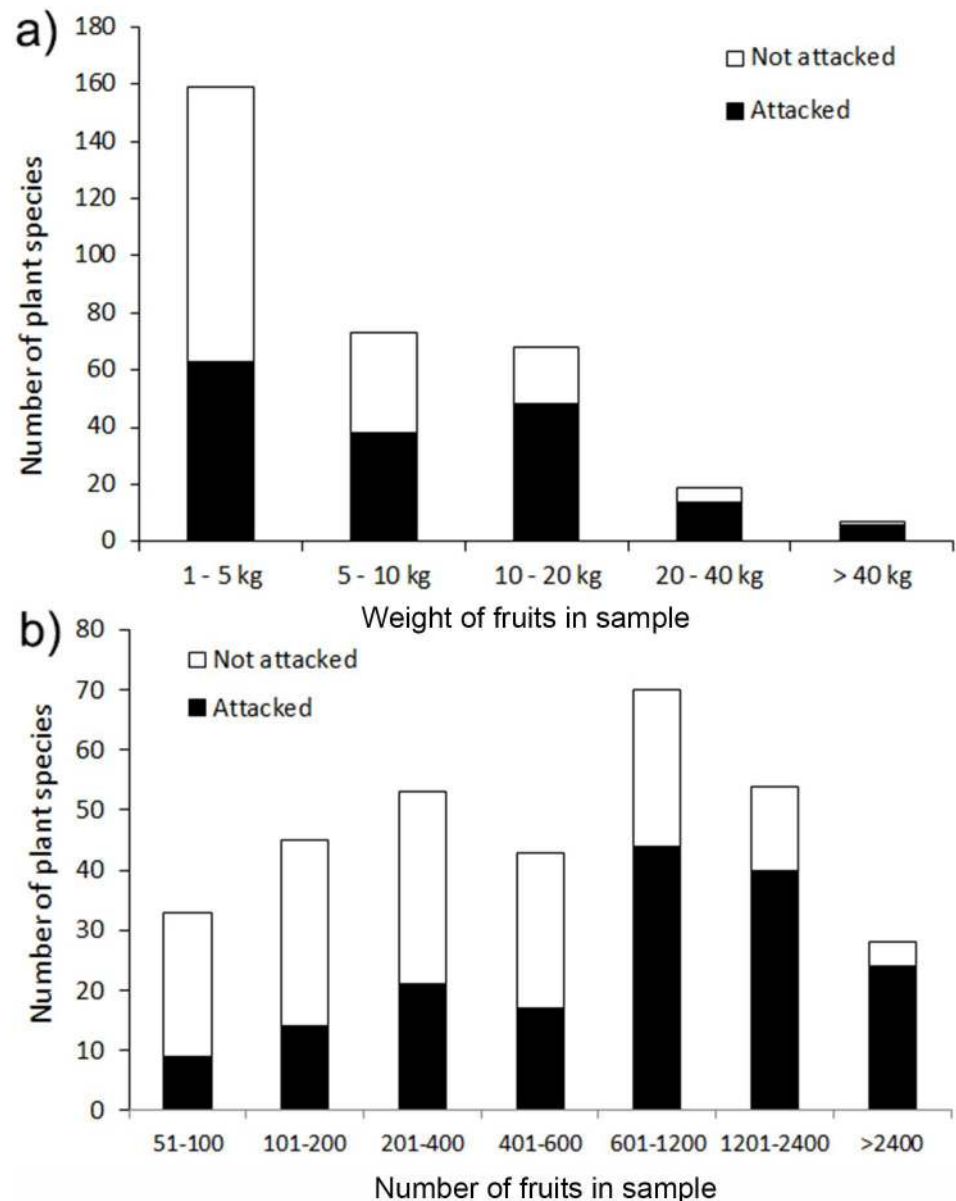 a)
180
160
140
120
100
80
60
40
20
0
Number of plant species
Not attacked
Attacked
1 - 5 kg 5 - 10 kg 10 - 20 kg 20 - 40 kg > 40 kg
Weight of fruits in sample
b)
80
70
60
50
40
30
20
10
0
Number of plant species
Not attacked
Attacked
51-100 101-200 201-400 401-600 601-1200 1201-2400 >2400
Number of fruits in sample